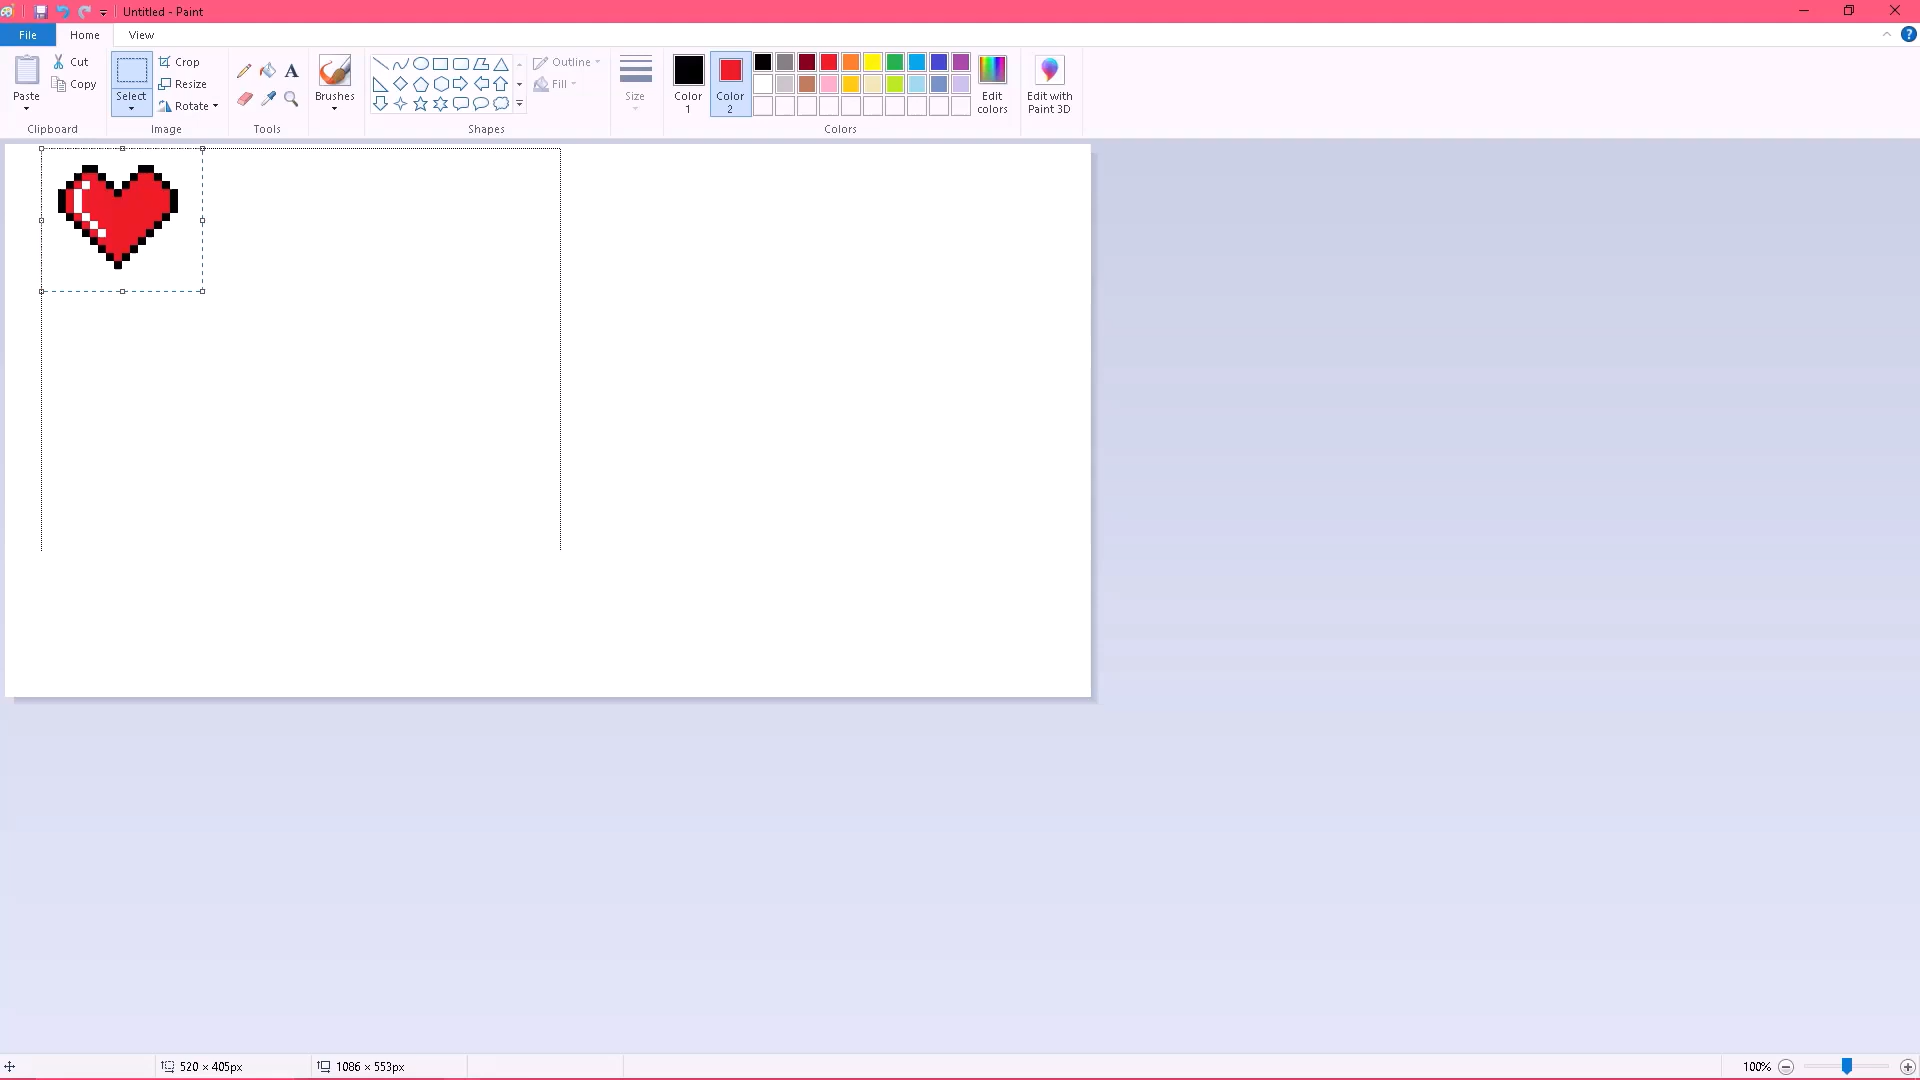 Untitled - Paint
File
Home
View
?
Paste
Cut
Copy
Clipboard
Select
Crop
Resize
Rotate
Image
A
Tools
Brushes
Outline
Fill
Shapes
Size
Color
1
Color
2
Edit
colors
Colors
Edit with
Paint 3D
520 × 405px
1086 × 553px
100%